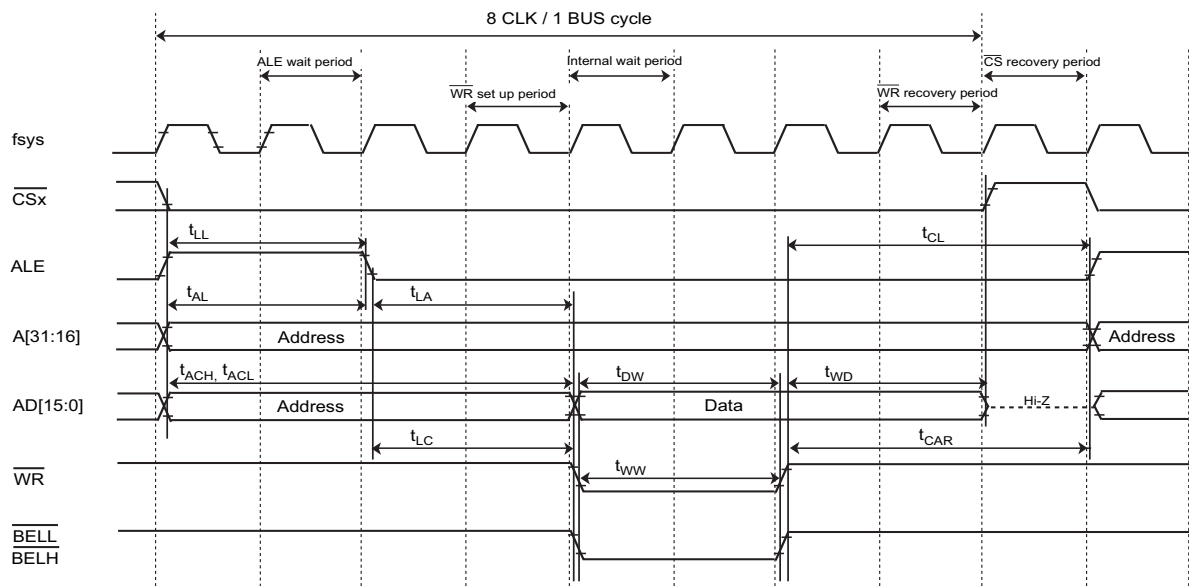 8 CLK / 1 BUS cycle
ALE wait period
Internal wait period
CS recovery period
WR set up period
WR recovery period
fsys
CSx
tLL
tCL
ALE
tAL
tLA
A[31:16]
Address
Address
tACH, tACL
tDW
tWD
AD[15:0]
Address
Data
Hi-Z
tLC
tCAR
WR
tWW
BELL
BELH